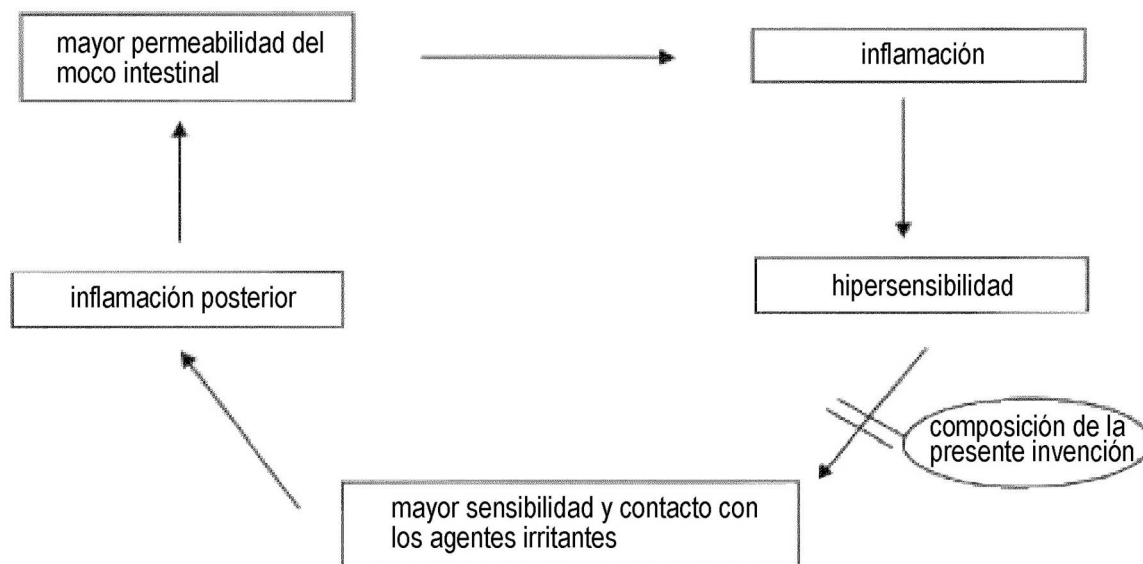 mayor permeabilidad del
moco intestinal
inflamación
inflamación posterior
hipersensibilidad
composición de la
presente invención
mayor sensibilidad y contacto con
los agentes irritantes